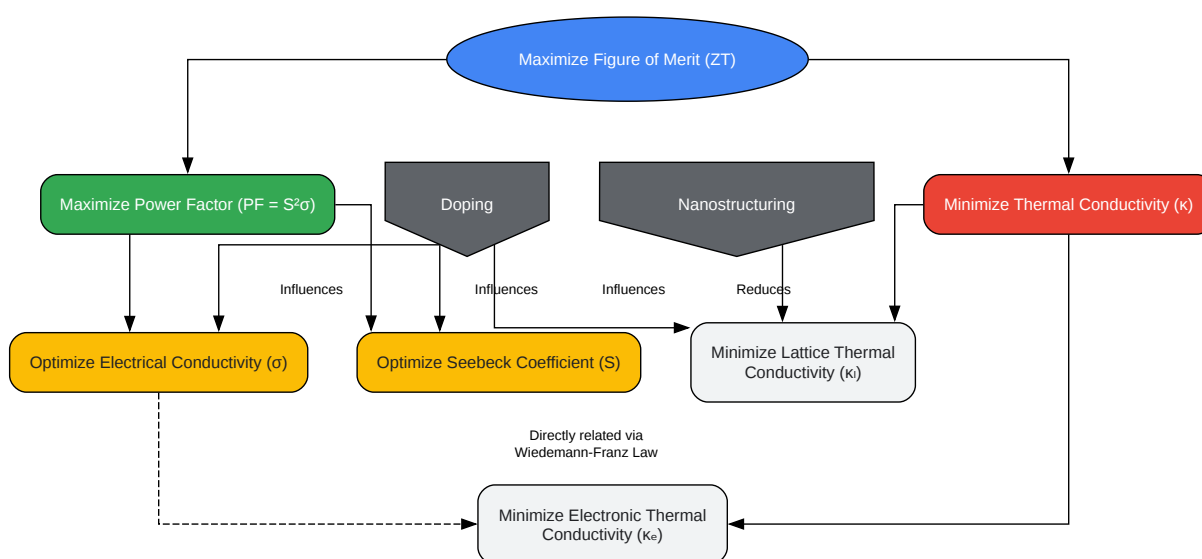 Maximize Figure of Merit (ZT)
Maximize Power Factor (PF = S²σ)
Doping
Nanostructuring
Minimize Thermal Conductivity (κ)
Influences
Influences
Influences
Reduces
Optimize Electrical Conductivity (σ)
Optimize Seebeck Coefficient (S)
Minimize Lattice Thermal
Conductivity (κₗ)
Directly related via
Wiedemann-Franz Law
Minimize Electronic Thermal
Conductivity (κₑ)